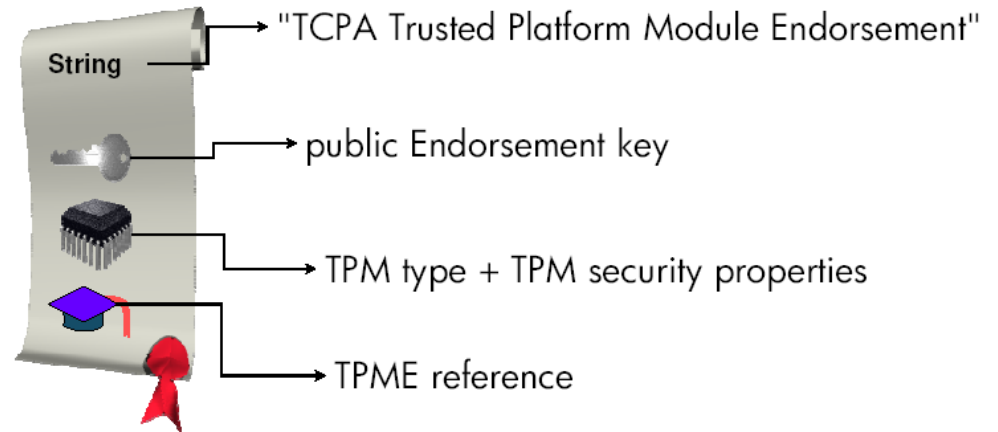 "TCPA Trusted Platform Module Endorsement"
String
public Endorsement key
TPM type + TPM security properties
TPME reference